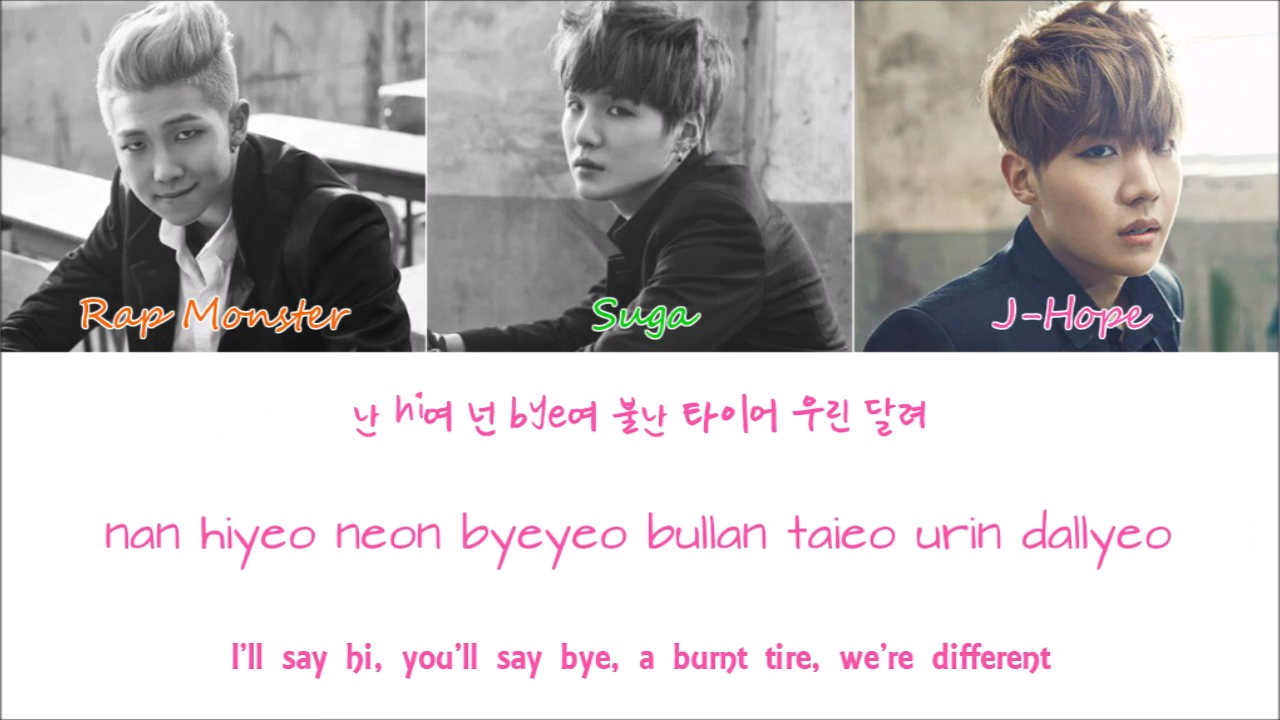 Rap Monster
Suga
J-Hope
난 hi여 넌 bye여 불난 타이어 우린 달려
nan hiyeo neon byeyeo bullan taieo urin dallyeo
I'll say hi, you'll say bye, a burnt tire, we're different